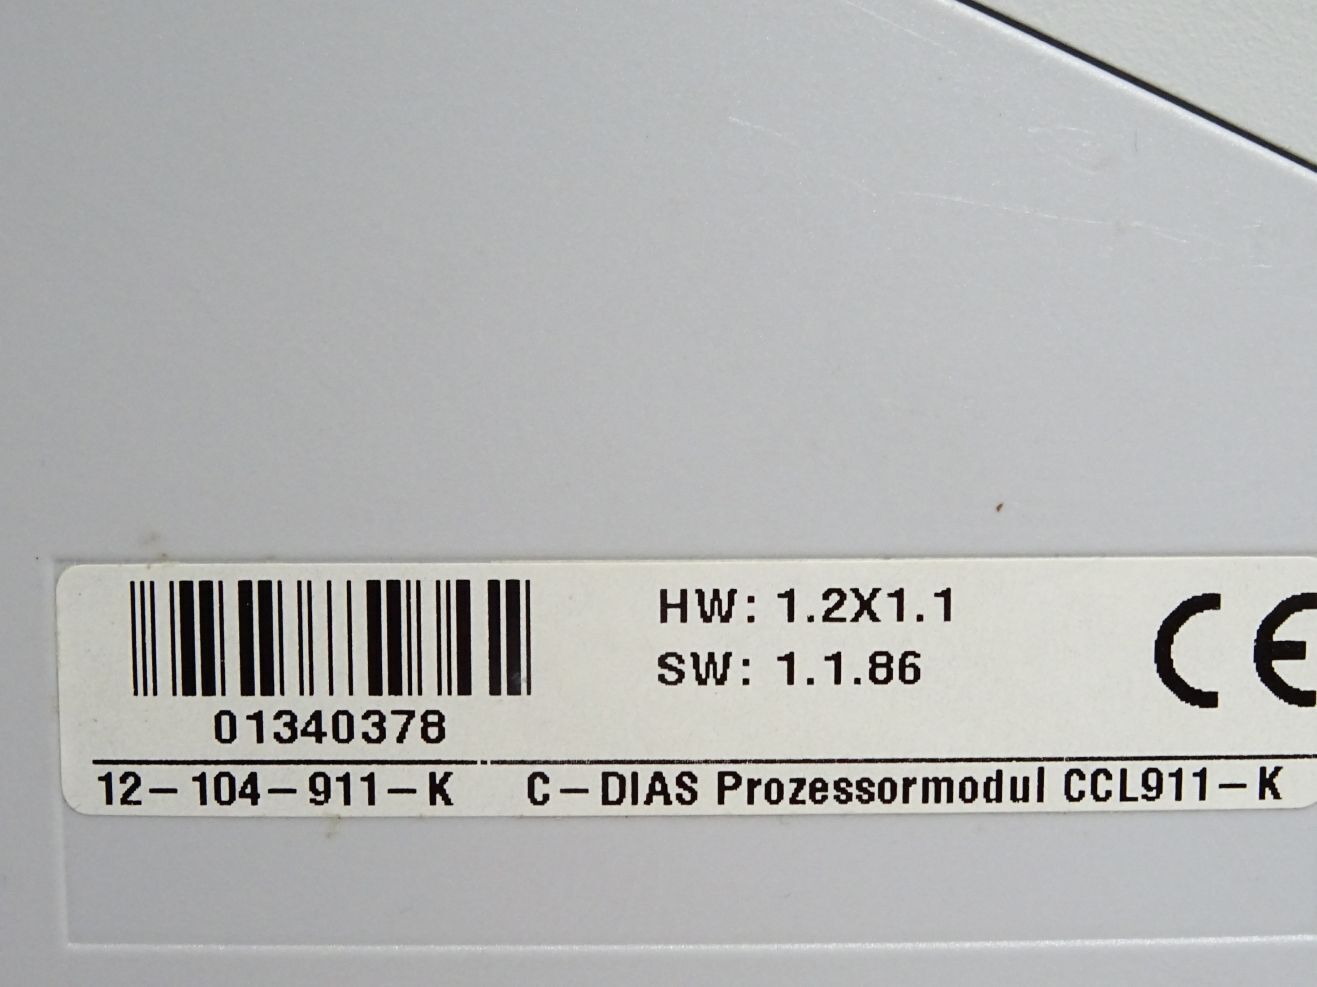 HW: 1.2X1.1
SW: 1.1.86
CE
01340378
12-104-911-K
C-DIAS Prozessormodul CCL911-K